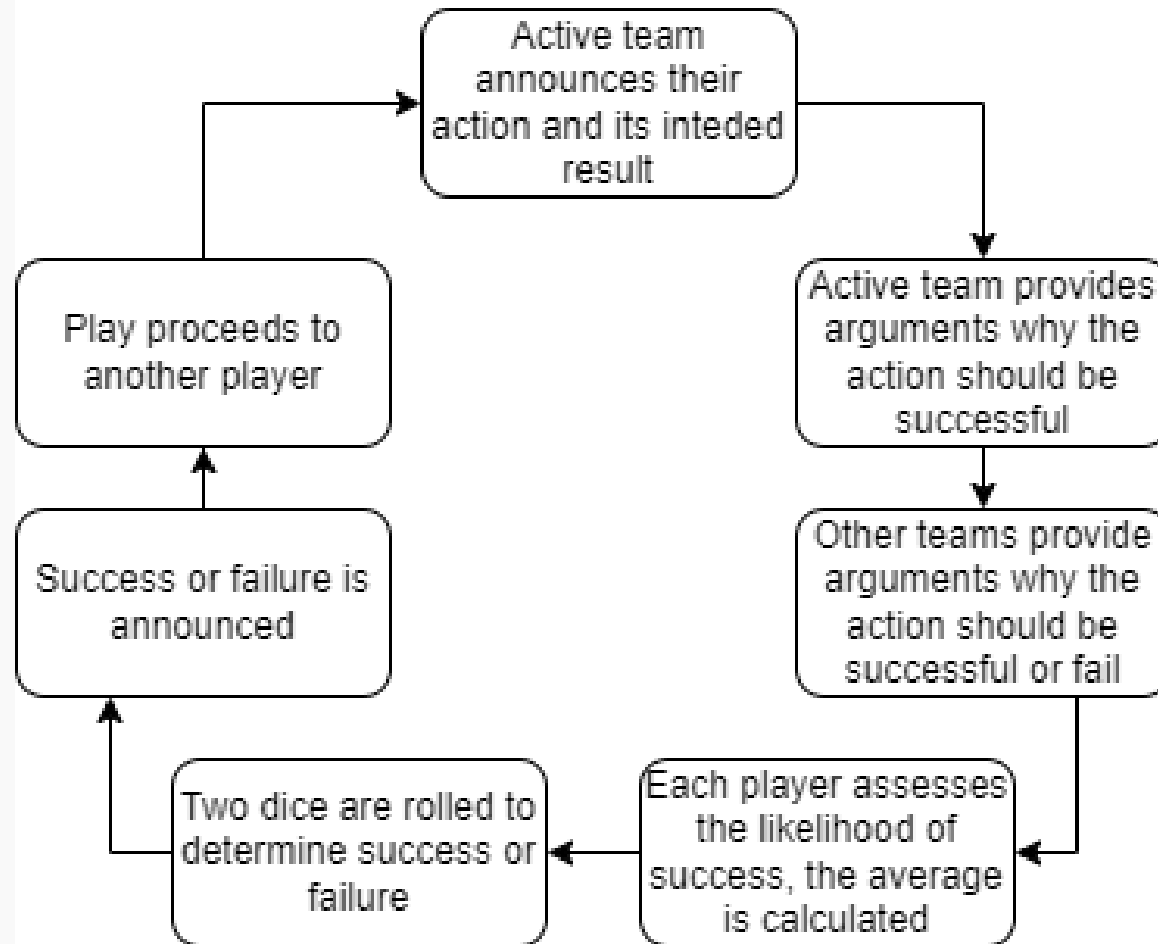 Active team
announces their
action and its inteded
result
Active team provides
arguments why the
action should be
successful
Other teams provide
arguments why the
action should be
successful or fail
Each player assesses
the likelihood of
success, the average
is calculated
Two dice are rolled to
determine success or
failure
Success or failure is
announced
Play proceeds to
another player